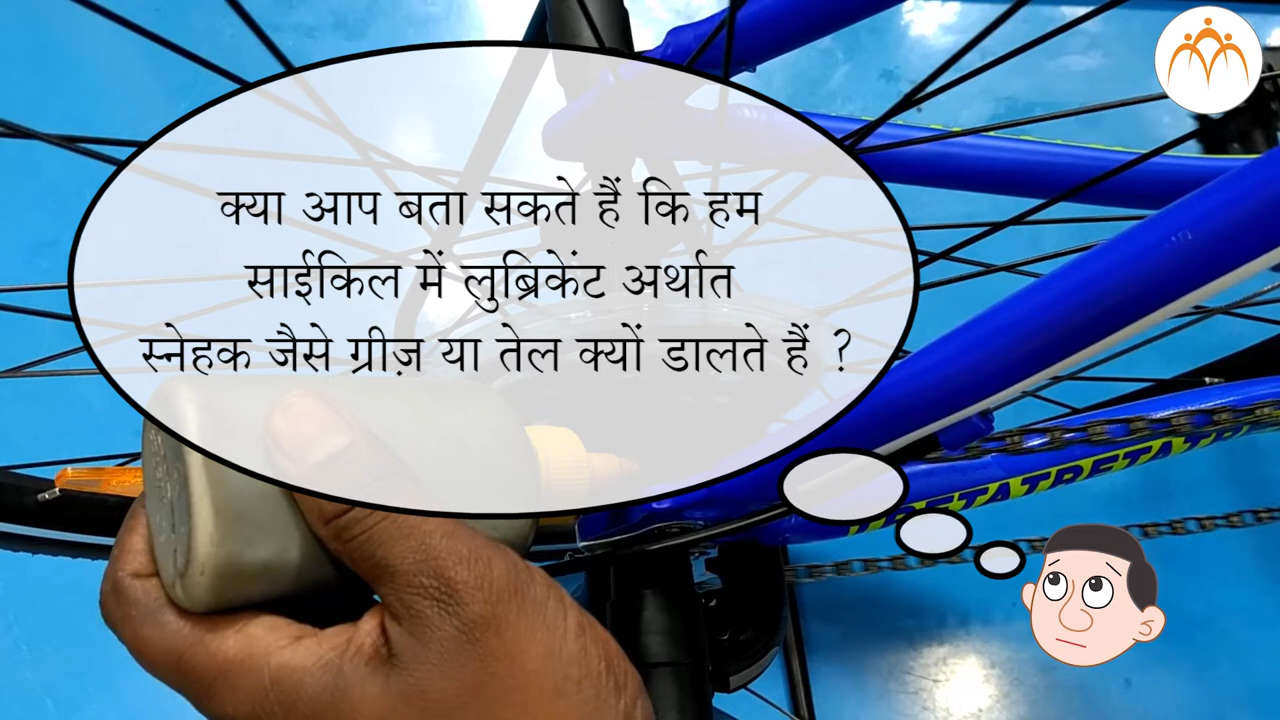 क्या आप बता सकते हैं कि हम
साईकिल में लुब्रिकेंट अर्थात
स्नेहक जैसे ग्रीज़ या तेल क्यों डालते हैं ?